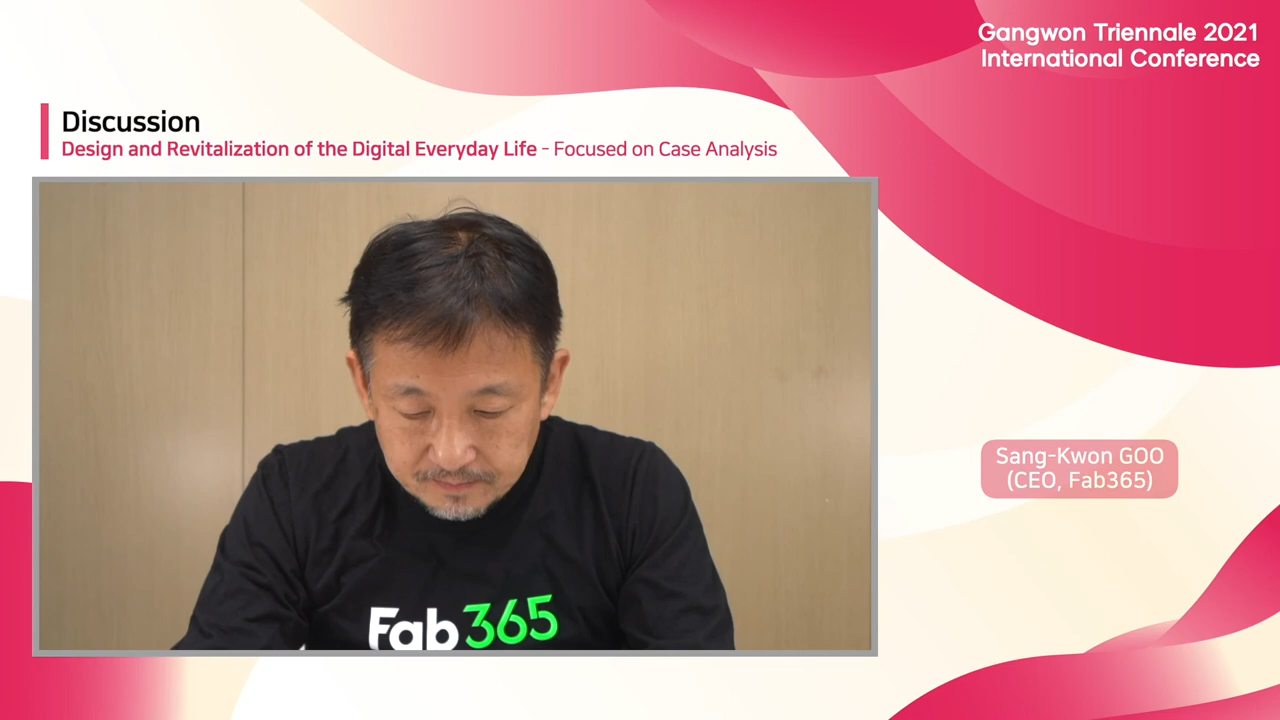 Gangwon Triennale 2021
International Conference
Discussion
Design and Revitalization of the Digital Everyday Life - Focused on Case Analysis
Sang-Kwon GOO
(CEO, Fab365)
Fab365